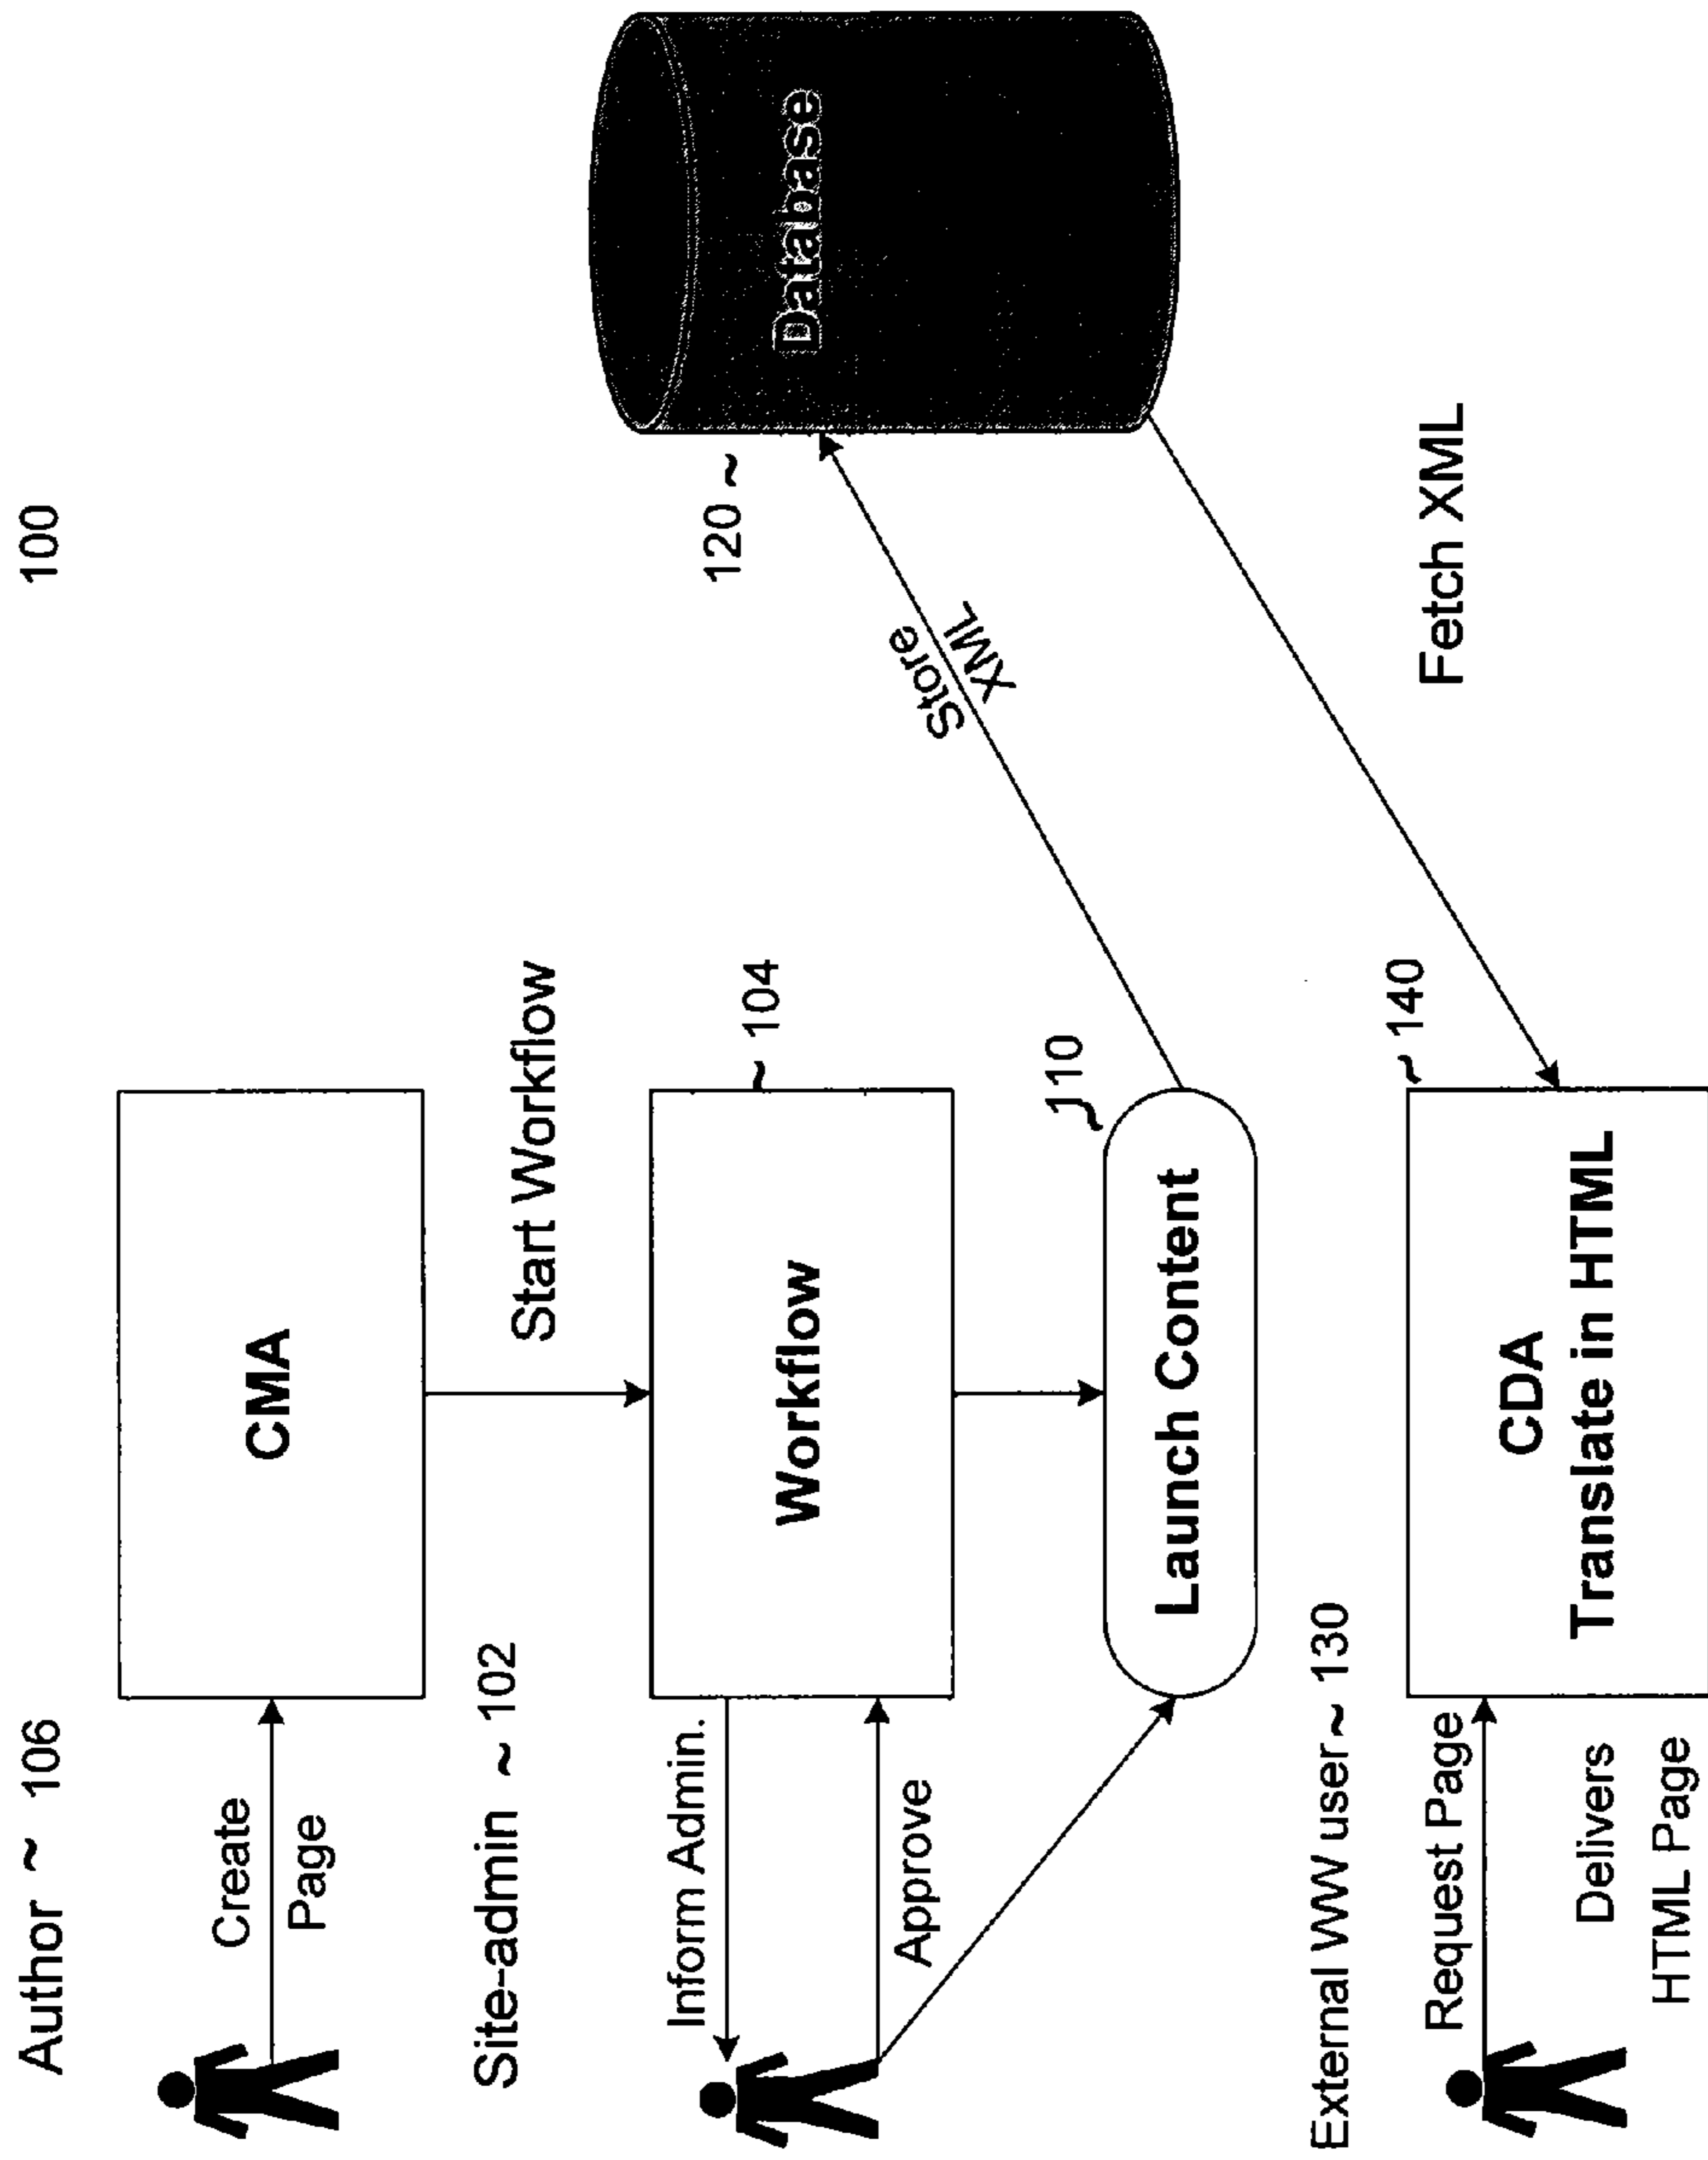 100
Author ~ 106
Create
Page
CMA
Start Workflow
Site-admin ~ 102
Inform Admin.
Approve
Workflow
~ 104
120 ~
Database
Store
XML
110
~
Launch Content
External WW user~ 130
Request Page
Delivers
HTML Page
~ 140
CDA
Translate in HTML
Fetch XML